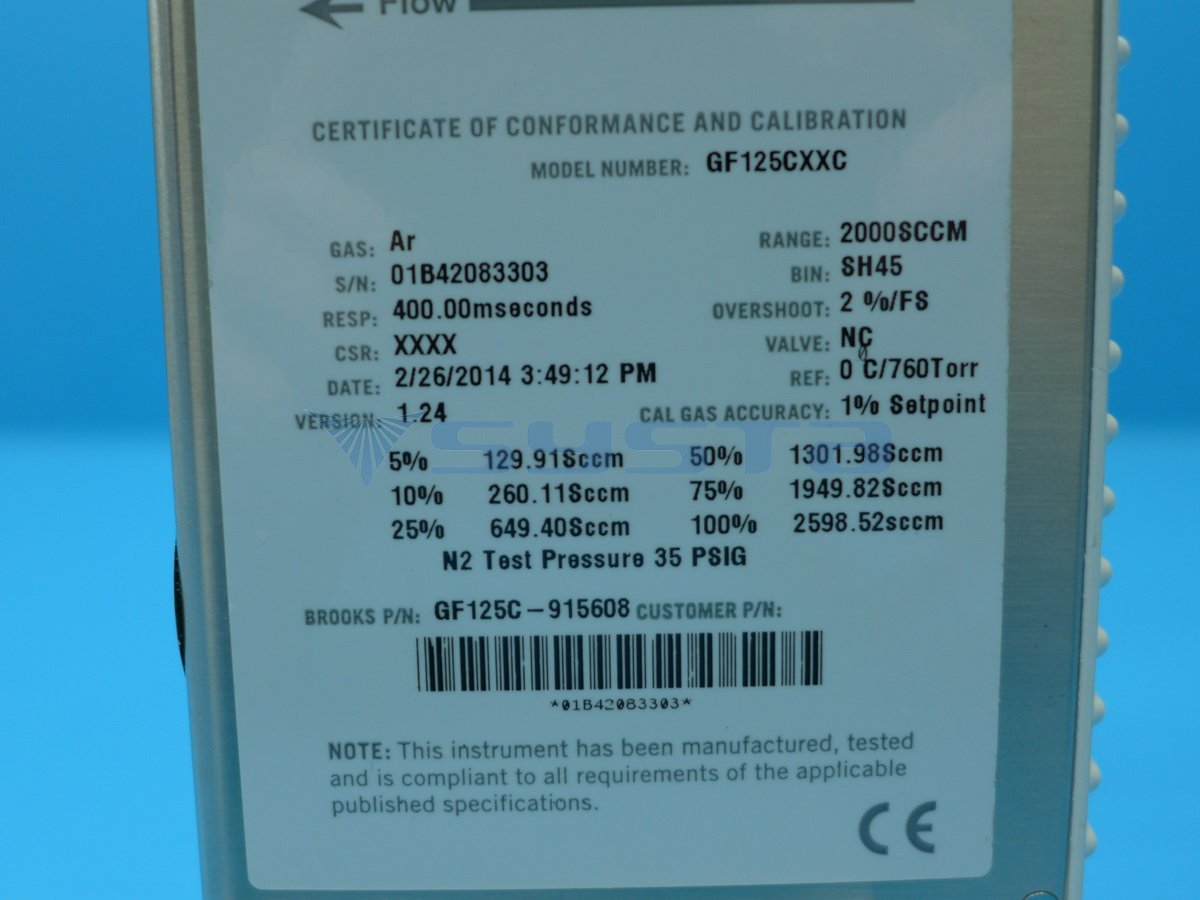 Flow
CERTIFICATE OF CONFORMANCE AND CALIBRATION
MODEL NUMBER: GF125CXXC
GAS: Ar RANGE: 2000SCCM
S/N: 01B42083303 BIN: SH45
RESP: 400.00mseconds OVERSHOOT: 2 %/FS
CSR: XXXX VALVE: NC
DATE: 2/26/2014 3:49:12 PM REF: 0 C/760Torr
VERSION: 1.24 CAL GAS ACCURACY: 1% Setpoint
SYSTA
5% 129.91Sccm 50% 1301.98Sccm
10% 260.11Sccm 75% 1949.82Sccm
25% 649.40Sccm 100% 2598.52sccm
N2 Test Pressure 35 PSIG
BROOKS P/N: GF125C-915608 CUSTOMER P/N:
*01B42083303*
NOTE: This instrument has been manufactured, tested
and is compliant to all requirements of the applicable
published specifications.
CE